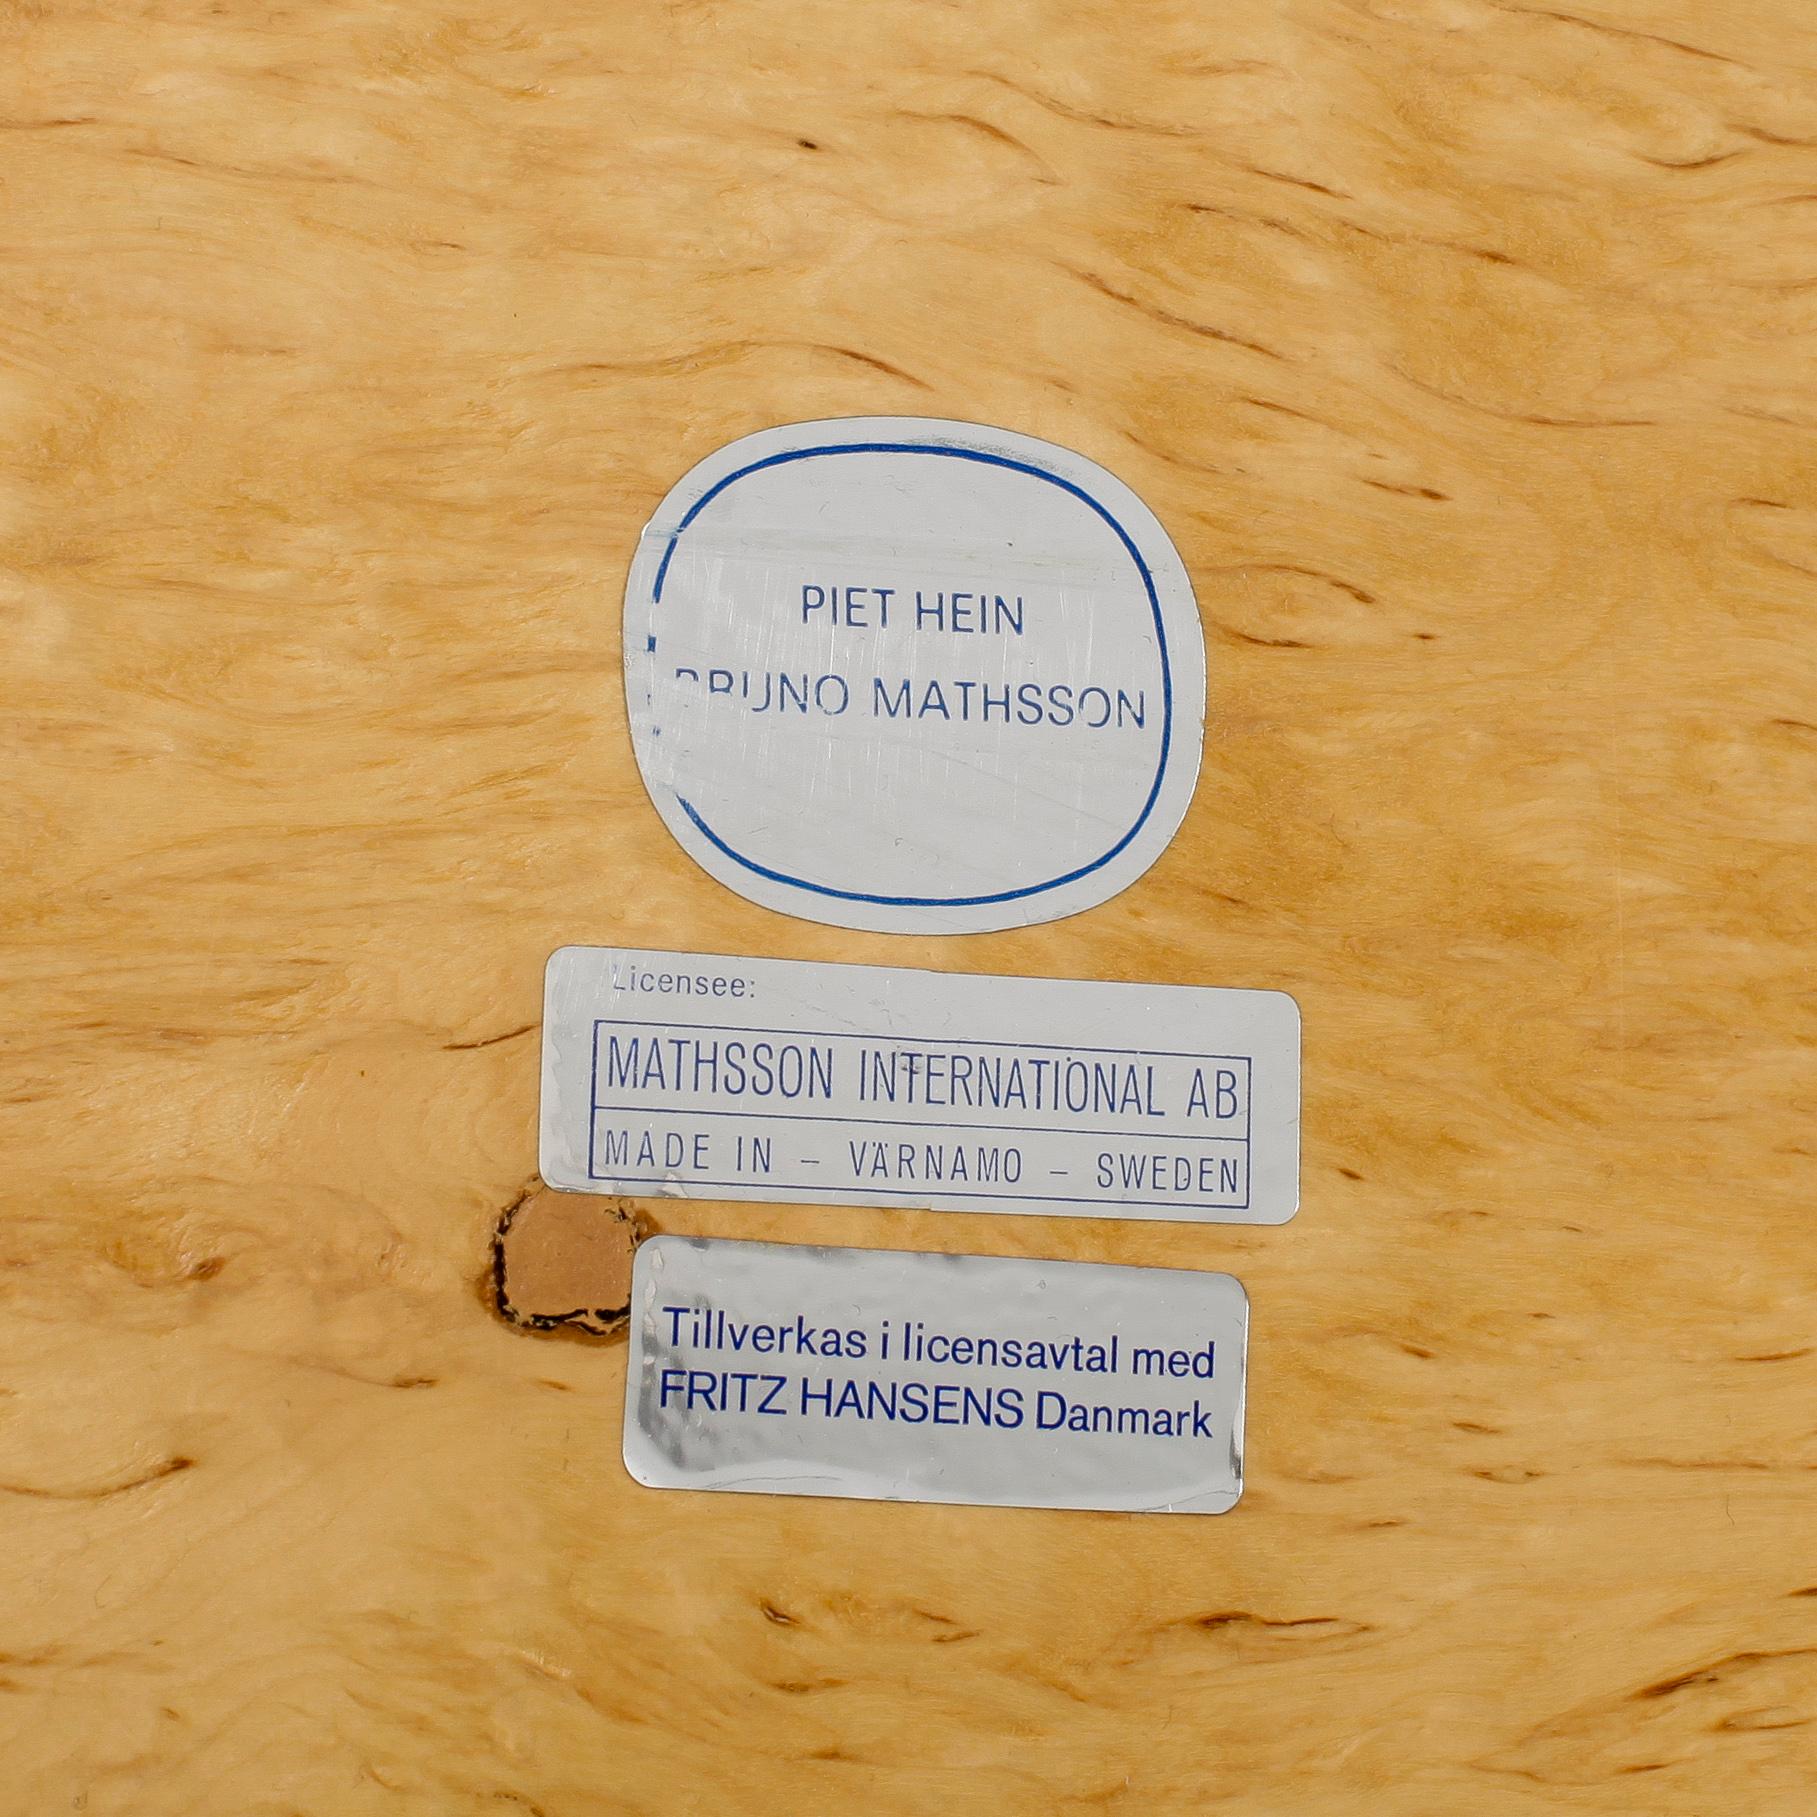 PIET HEIN
BRUNO MATHSSON
Licensee:
MATHSSON INTERNATIONAL AB
MADE IN – VÄRNAMO – SWEDEN
Tillverkas i licensavtal med
FRITZ HANSENS Danmark